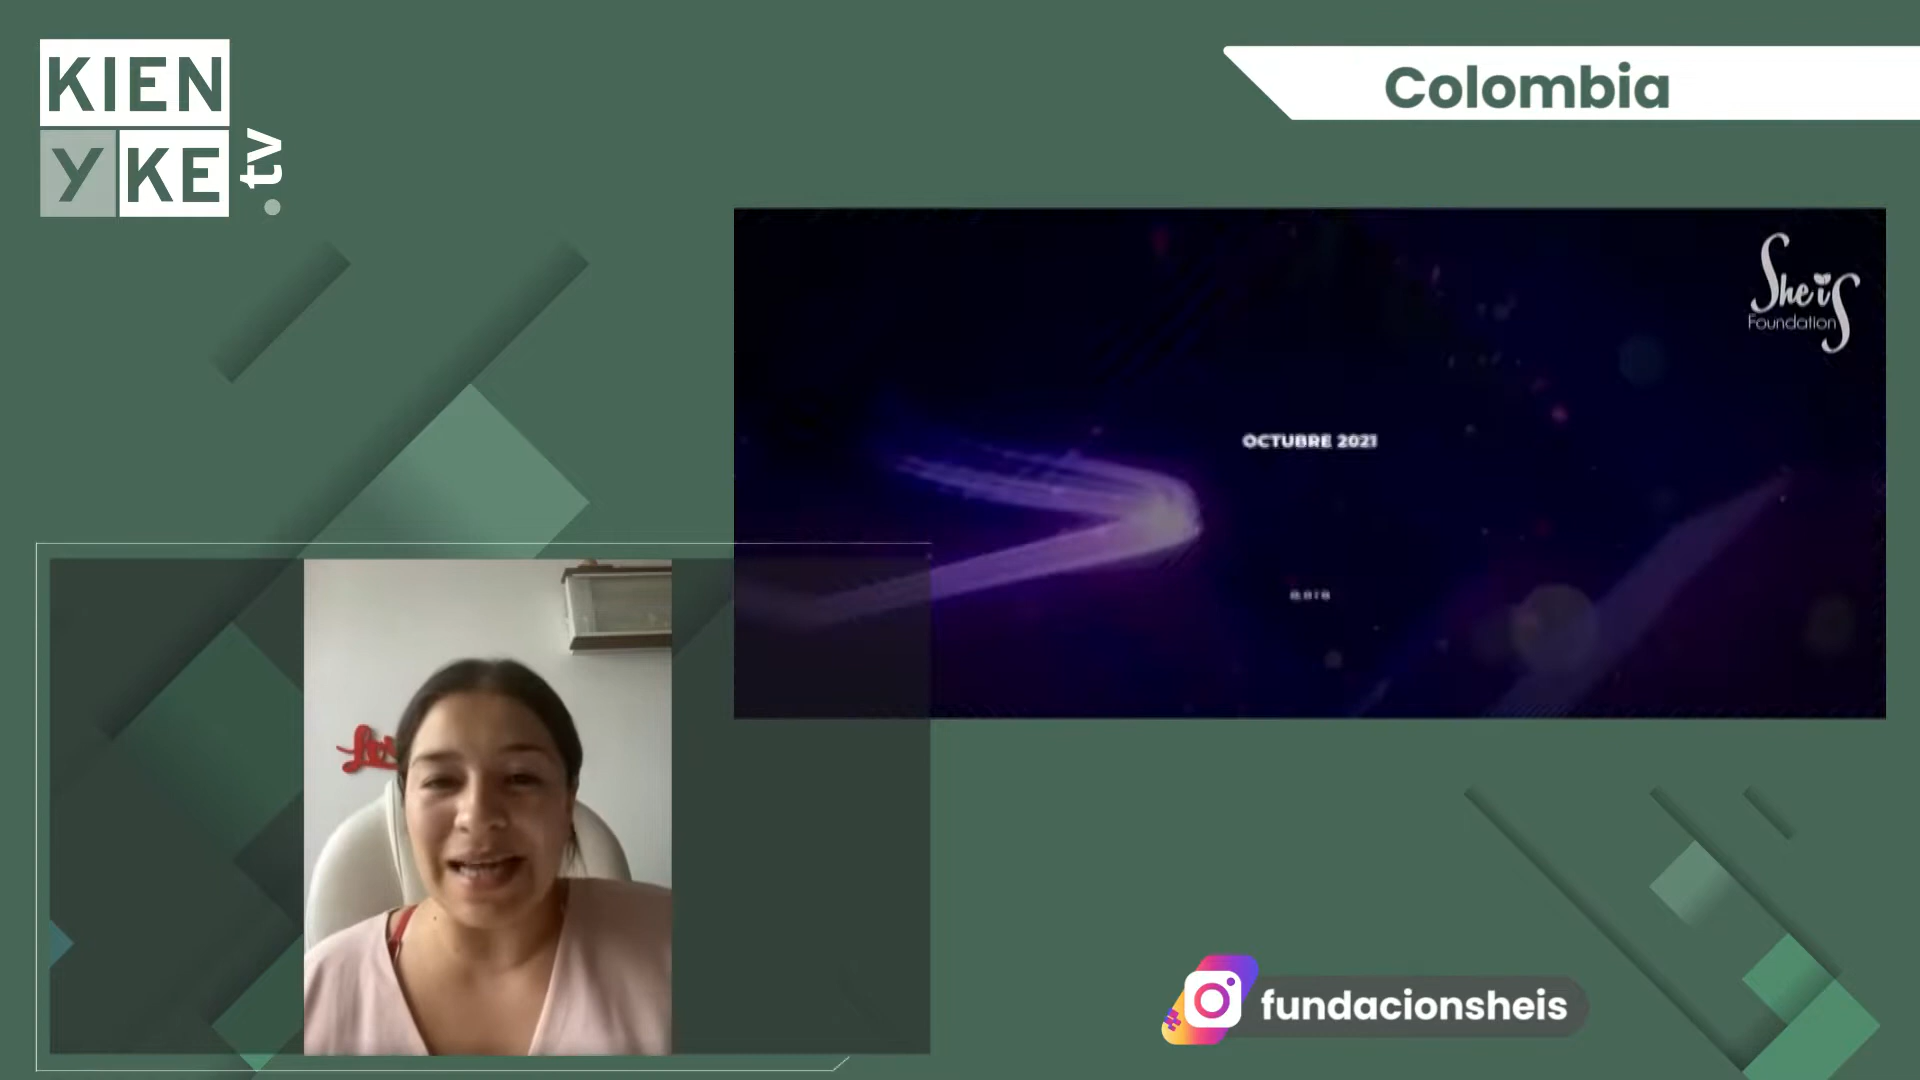 KIEN
YKE
.tv
Colombia
She is
Foundation
OCTUBRE 2021
fundacionsheis